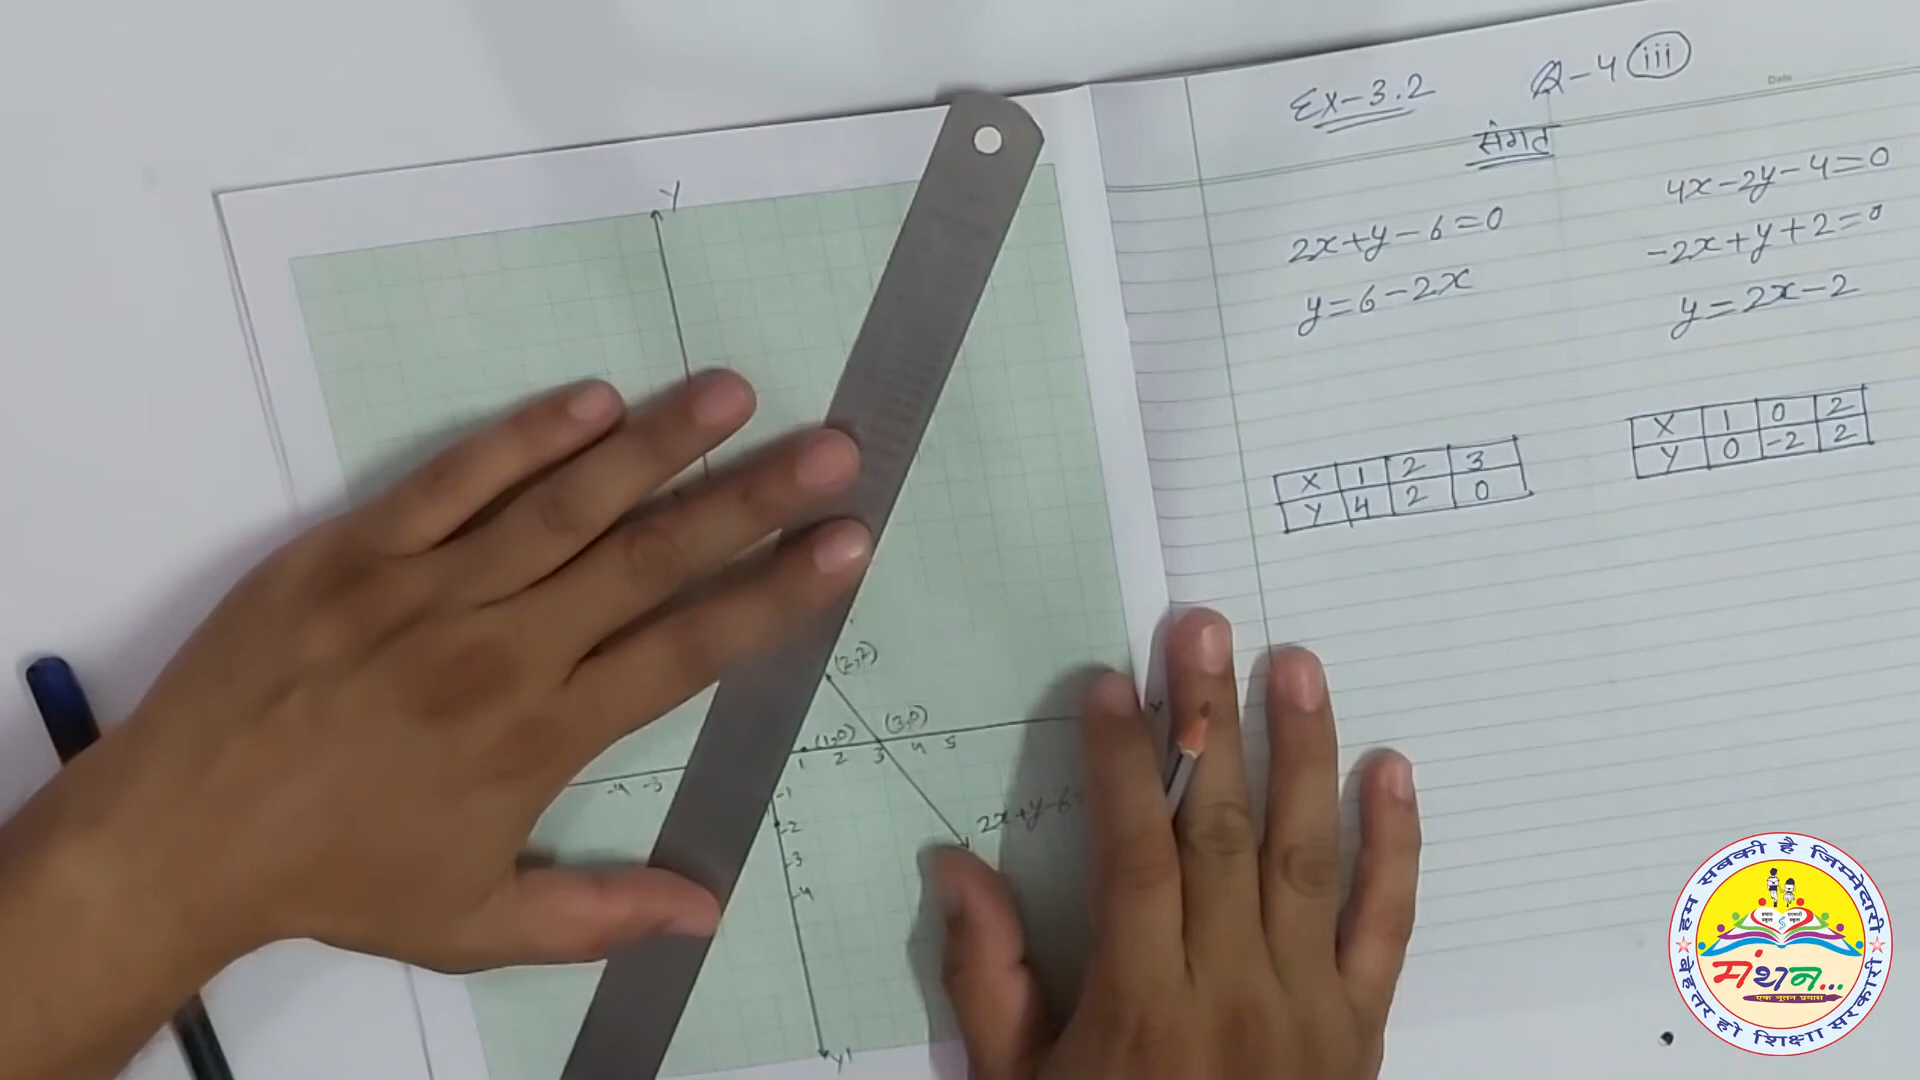 Ex-3.2 Q-4 (iii)
Date
संगत
2x+y-6=0
y=6-2x
4x-2y-4=0
-2x+y+2=0
y=2x-2
X 1 2 3
Y 4 2 0
X 1 0 2
Y 0 -2 2
Y
(2,2)
(1,0) (3,0)
-4 -3 1 2 3 4 5
-1
-2
-3
-4
2x+y-6=
Y'
हम सबकी है जिम्मेदारी
बेहतर हो शिक्षा सरकारी
मंथन...
एक नूतन प्रयास